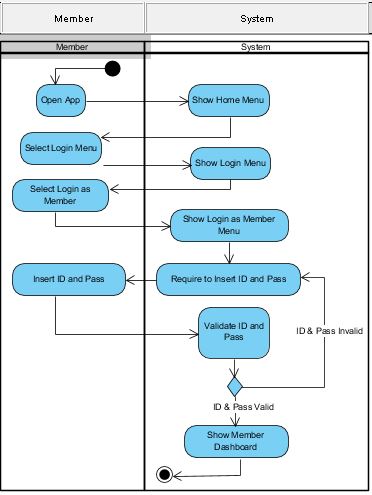 Member
System
Member
System
Open App
Show Home Menu
Select Login Menu
Show Login Menu
Select Login as
Member
Show Login as Member
Menu
Insert ID and Pass
Require to Insert ID and Pass
Validate ID and
Pass
ID & Pass Invalid
ID & Pass Valid
Show Member
Dashboard